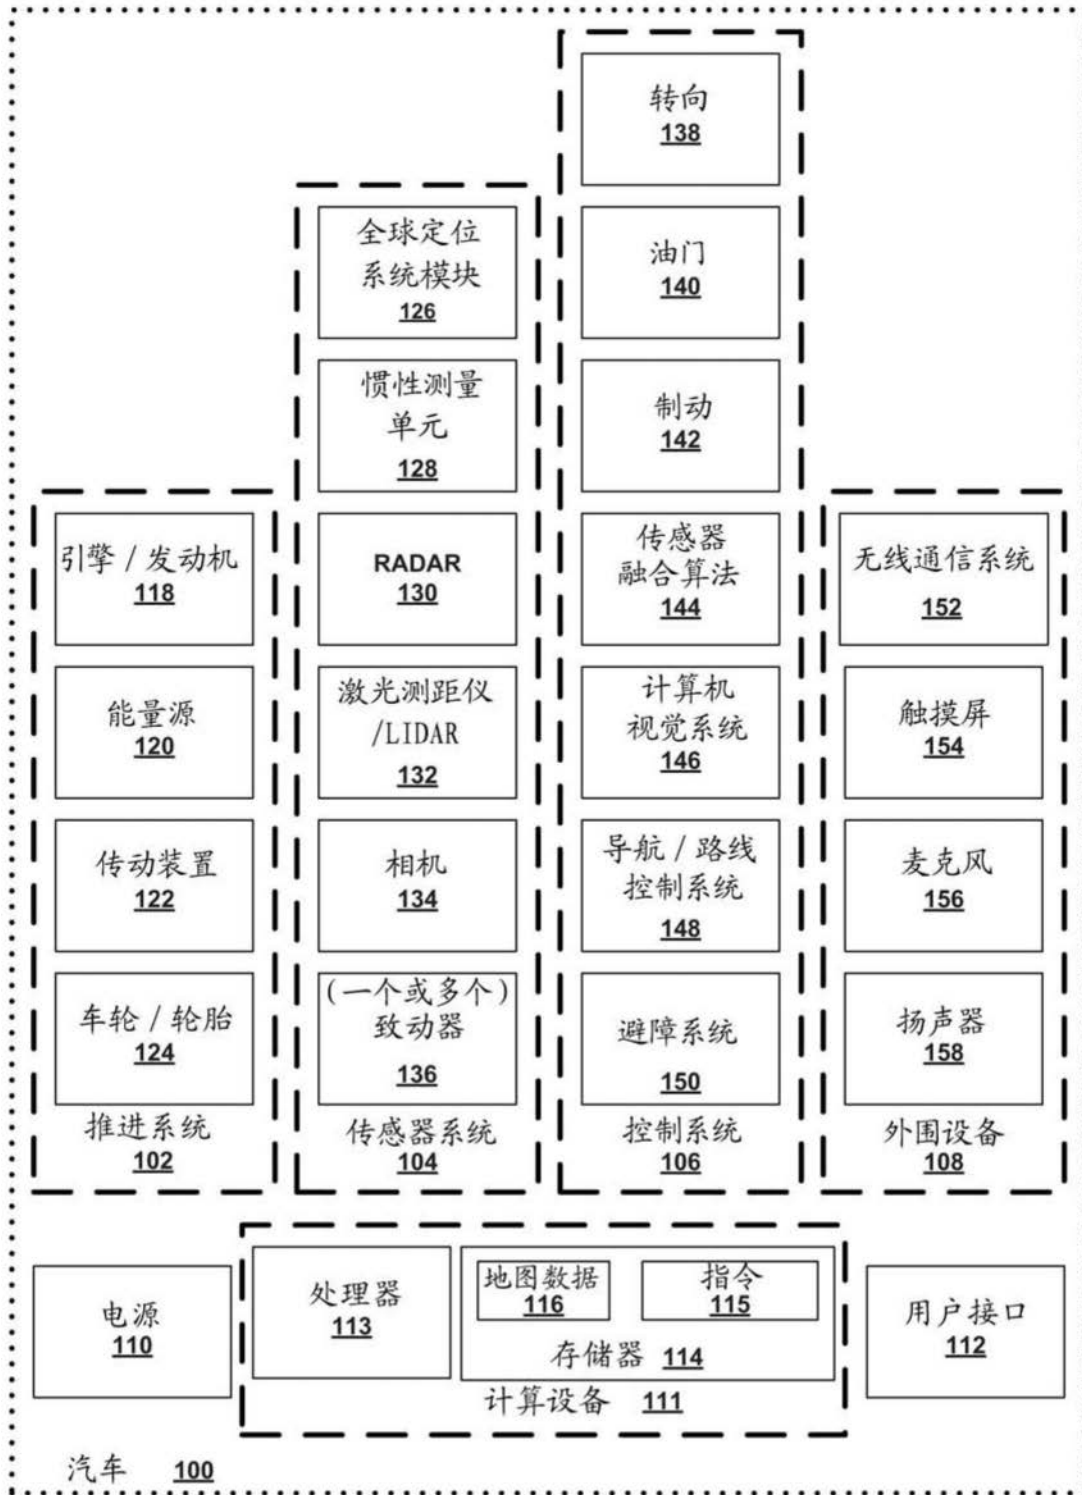 转向
138
油门
140
制动
142
传感器
融合算法
144
计算机
视觉系统
146
导航 / 路线
控制系统
148
避障系统
150
控制系统
106
全球定位
系统模块
126
惯性测量
单元
128
RADAR
130
激光测距仪
/LIDAR
132
相机
134
(一个或多个)
致动器
136
传感器系统
104
引擎 / 发动机
118
能量源
120
传动装置
122
车轮 / 轮胎
124
推进系统
102
无线通信系统
152
触摸屏
154
麦克风
156
扬声器
158
外围设备
108
电源
110
处理器
113
地图数据
116
指令
115
存储器 114
计算设备 111
用户接口
112
汽车 100